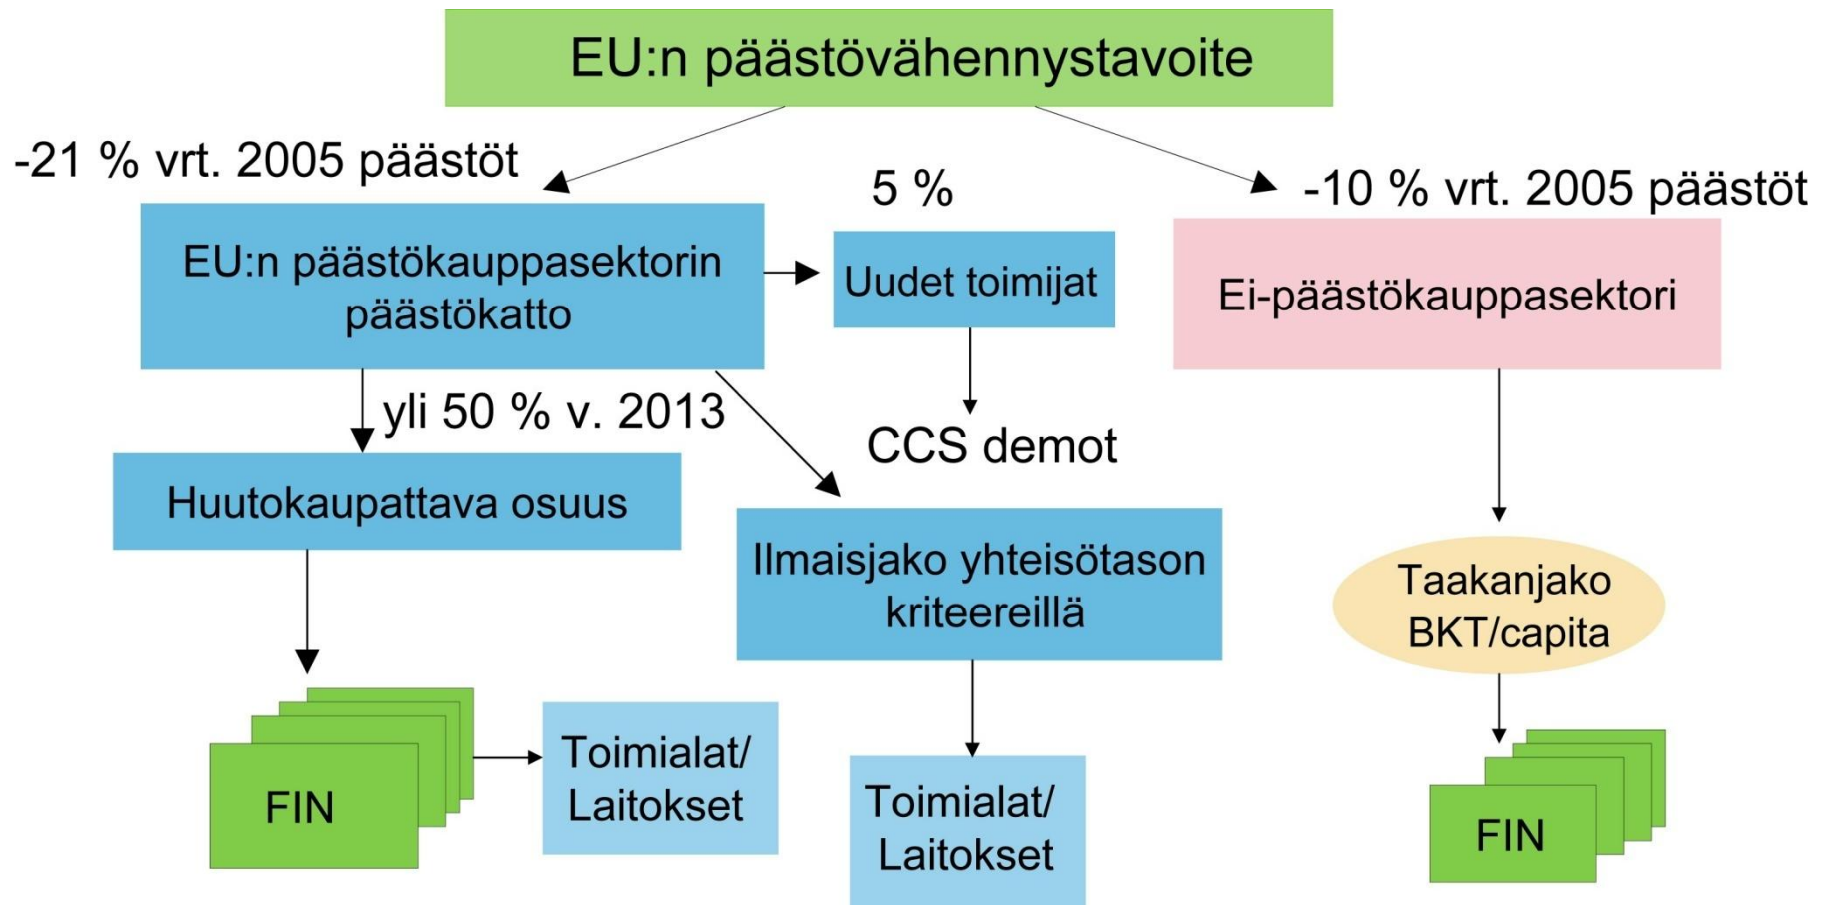 EU:n päästövähennystavoite
-21 % vrt. 2005 päästöt
5 %
-10 % vrt. 2005 päästöt
EU:n päästökauppasektorin
päästökatto
Uudet toimijat
Ei-päästökauppasektori
yli 50 % v. 2013
CCS demot
Huutokaupattava osuus
Ilmaisjako yhteisötason
kriteereillä
Taakanjako
BKT/capita
FIN
Toimialat/
Laitokset
Toimialat/
Laitokset
FIN